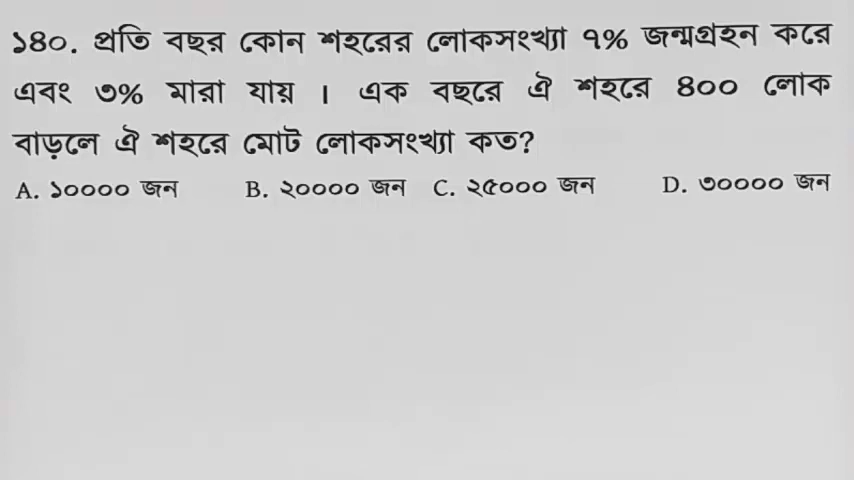 ১৪০. প্রতি বছর কোন শহরের লোকসংখ্যা ৭% জন্মগ্রহন করে
এবং ৩% মারা যায় । এক বছরে ঐ শহরে ৪০০ লোক
বাড়লে ঐ শহরে মোট লোকসংখ্যা কত?
A. ১০০০০ জন B. ২০০০০ জন C. ২৫০০০ জন D. ৩০০০০ জন